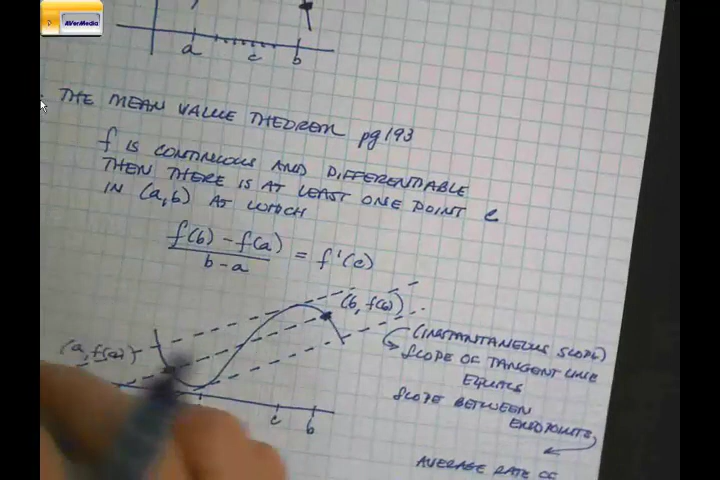 AVerMedia
a c b
THE MEAN VALUE THEOREM pg 193
f IS CONTINUOUS AND DIFFERENTIABLE
THEN THERE IS AT LEAST ONE POINT c
IN (a,b) AT WHICH
f(b) - f(a)
b - a
= f'(c)
(b, f(b))
(a, f(a))
(INSTANTANEOUS SLOPE)
SLOPE OF TANGENT LINE
EQUALS
SLOPE BETWEEN
ENDPOINTS
c b
AVERAGE RATE OF